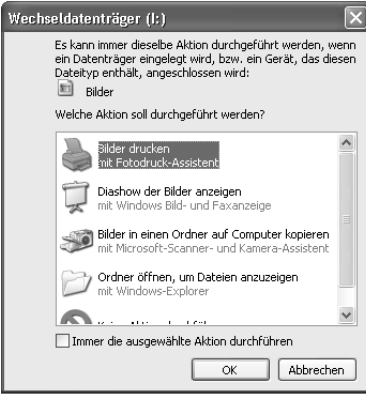 Wechseldatenträger (I:)
Es kann immer dieselbe Aktion durchgeführt werden, wenn
ein Datenträger eingelegt wird, bzw. ein Gerät, das diesen
Dateityp enthält, angeschlossen wird:
Bilder
Welche Aktion soll durchgeführt werden?
Bilder drucken
mit Fotodruck-Assistent
Diashow der Bilder anzeigen
mit Windows Bild- und Faxanzeige
Bilder in einen Ordner auf Computer kopieren
mit Microsoft-Scanner- und Kamera-Assistent
Ordner öffnen, um Dateien anzuzeigen
mit Windows-Explorer
Immer die ausgewählte Aktion durchführen
OK Abbrechen